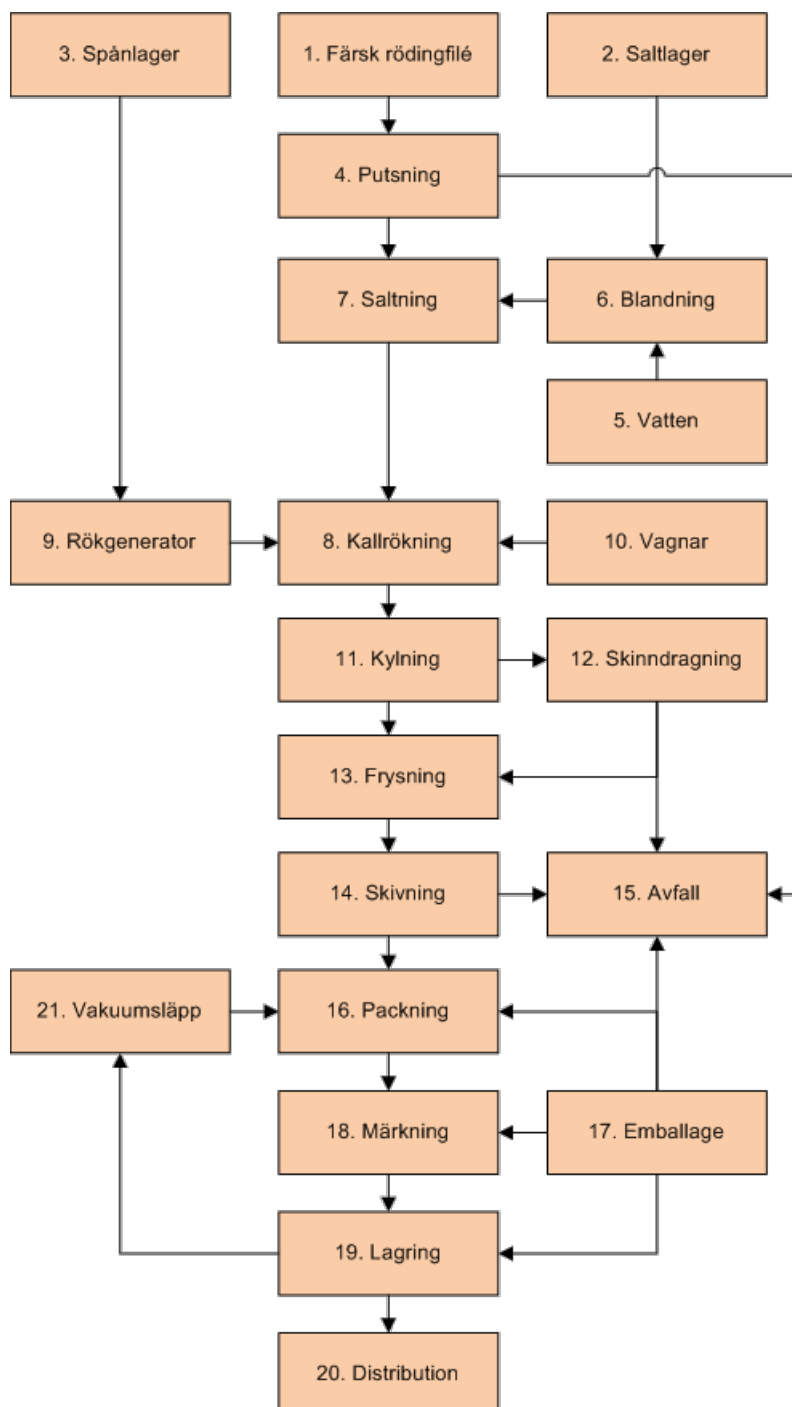 3. Spånlager
1. Färsk rödingfilé
2. Saltlager
4. Putsning
7. Saltning
6. Blandning
5. Vatten
9. Rökgenerator
8. Kallrökning
10. Vagnar
11. Kylning
12. Skinndragning
13. Frysning
14. Skivning
15. Avfall
21. Vakuumsläpp
16. Packning
18. Märkning
17. Emballage
19. Lagring
20. Distribution